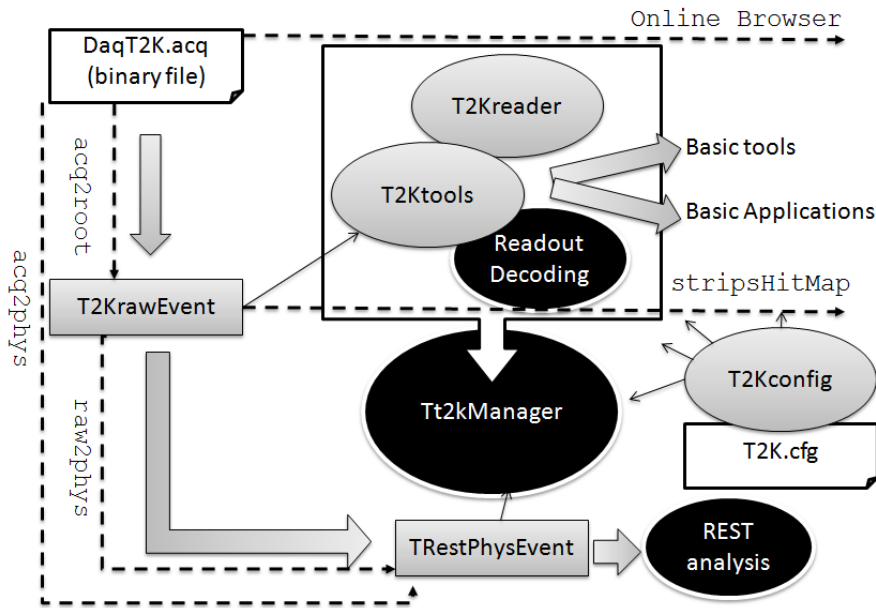 Online Browser
DaqT2K.acq
(binary file)
T2Kreader
Basic tools
acq2root
T2Ktools
Basic Applications
Readout
Decoding
acq2phys
T2KrawEvent
stripsHitMap
T2Kconfig
Tt2kManager
raw2phys
T2K.cfg
TRestPhysEvent
REST
analysis